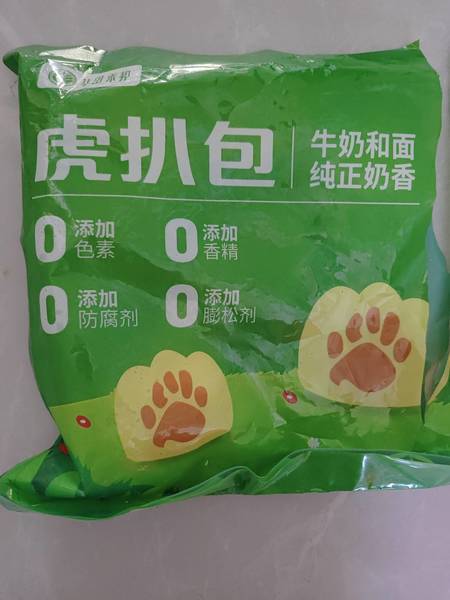 虎扒包
牛奶和面
纯正奶香
0 添加
色素
0 添加
香精
0 添加
防腐剂
0 添加
膨松剂